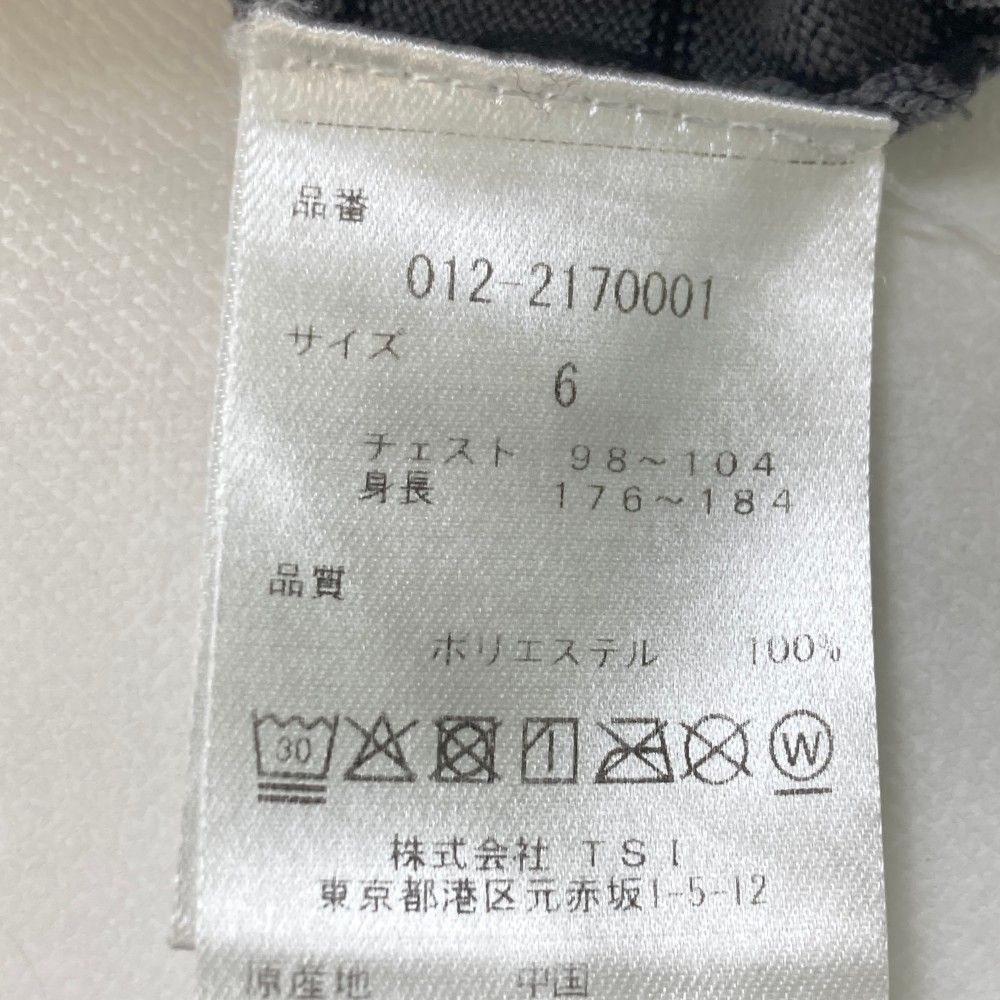 品番
012-2170001
サイズ
6
チェスト 98~104
身長 176~184
品質
ポリエステル 100%
30 W
株式会社 TSI
東京都港区元赤坂1-5-12
原産地 中国